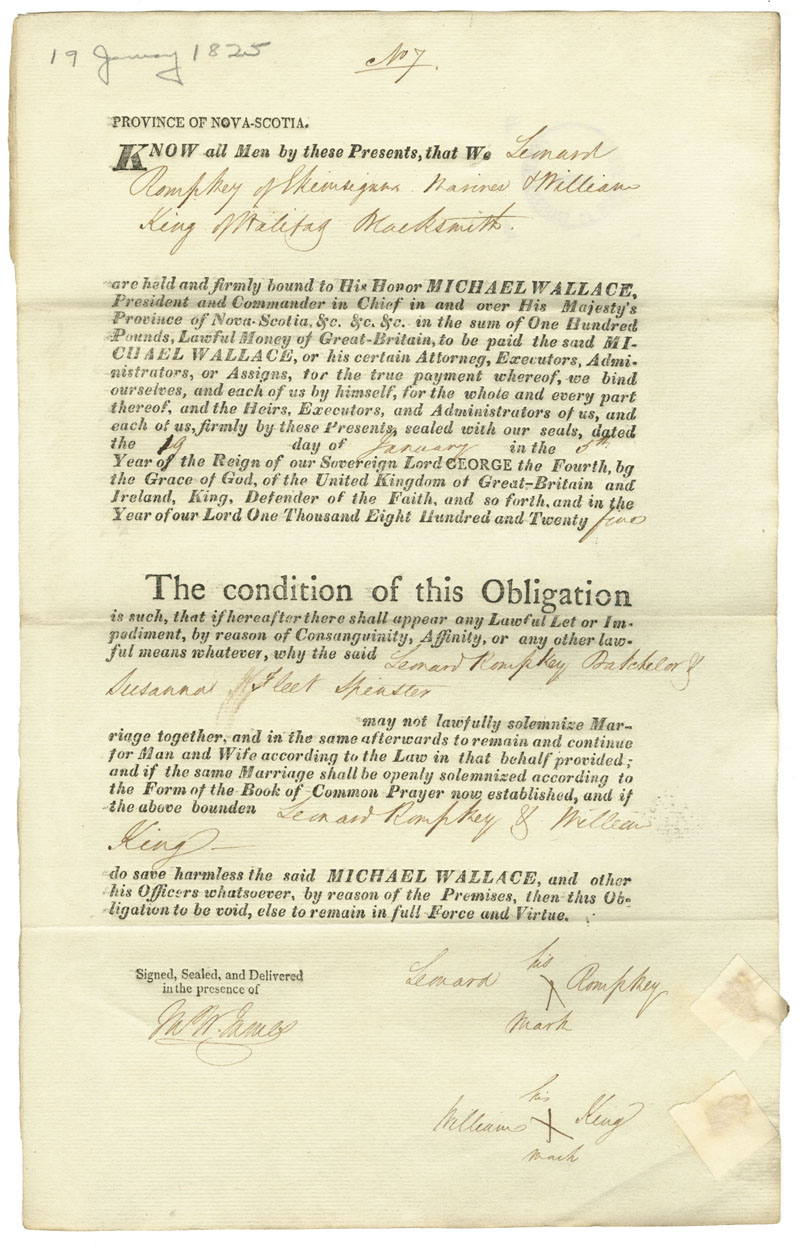 19 January 1825
No 7.
PROVINCE OF NOVA-SCOTIA.
KNOW all Men by these Presents, that We Leonard
Rompkey of Marines & William
King of Halifax Blacksmith.
are held and firmly bound to His Honor MICHAEL WALLACE,
President and Commander in Chief in and over His Majesty's
Province of Nova-Scotia, &c. &c. &c. in the sum of One Hundred
Pounds, Lawful Money of Great-Britain, to be paid the said MI-
CHAEL WALLACE, or his certain Attorneg, Executors, Admi-
nistrators, or Assigns, for the true payment whereof, we bind
ourselves, and each of us by himself, for the whole and every part
thereof, and the Heirs, Executors, and Administrators of us, and
each of us, firmly by these Presents, sealed with our seals, dated
the 19 day of January in the 5th
Year of the Reign of our Sovereign Lord GEORGE the Fourth, bg
the Grace of God, of the United Kingdom of Great-Britain and
Ireland, King, Defender of the Faith, and so forth, and in the
Year of our Lord One Thousand Eight Hundred and Twenty five
The condition of this Obligation
is such, that if hereafter there shall appear any Lawful Let or Im-
pediment, by reason of Consanguinity, Affinity, or any other law-
ful means whatever, why the said Leonard Rompkey Batchelor &
Susanna Fleet Spinster
may not lawfully solemnize Mar-
riage together, and in the same afterwards to remain and continue
for Man and Wife according to the Law in that behalf provided;
and if the same Marriage shall be openly solemnized according to
the Form of the Book of Common Prayer now established, and if
the above bounden Leonard Rompkey & William
King
do save harmless the said MICHAEL WALLACE, and other
his Officers whatsoever, by reason of the Premises, then this Ob-
ligation to be void, else to remain in full Force and Virtue.
Signed, Sealed, and Delivered
in the presence of
Leonard his X Rompkey
mark
William his X King
mark